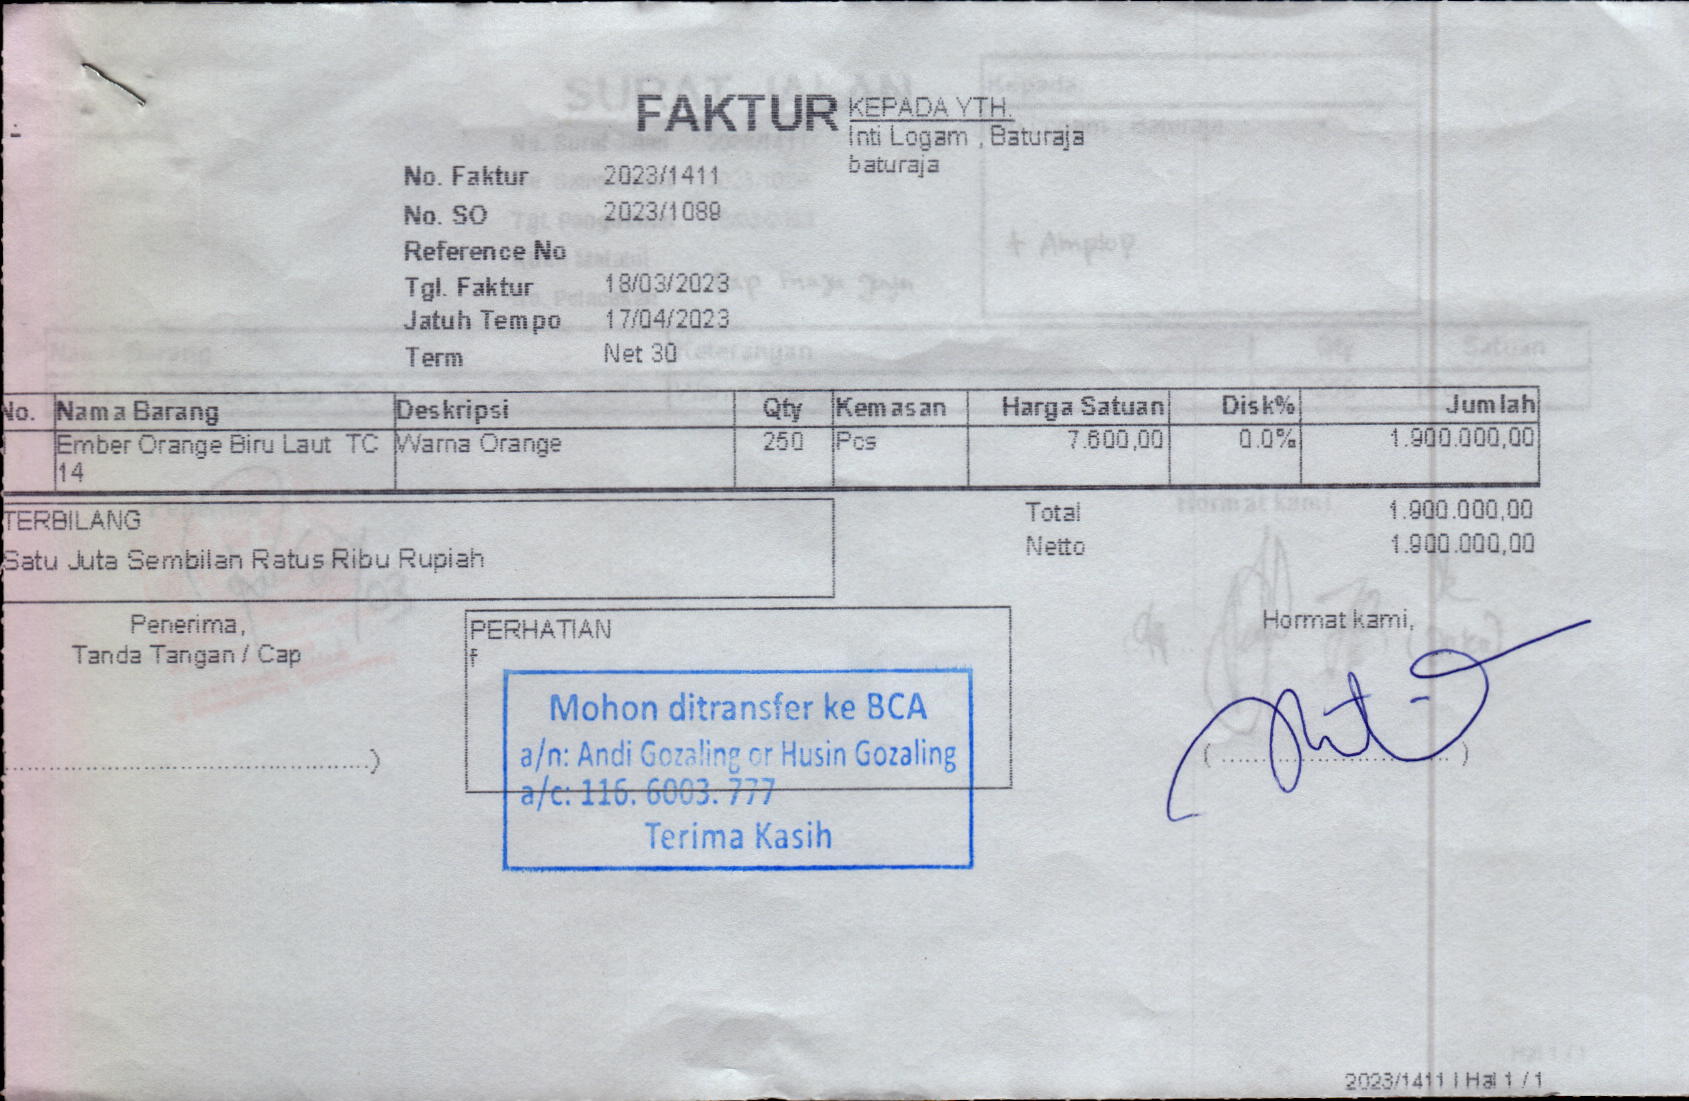 FAKTUR
KEPADA YTH.
Inti Logam , Baturaja
baturaja
No. Faktur 2023/1411
No. SO 2023/1089
Reference No
Tgl. Faktur 18/03/2023
Jatuh Tempo 17/04/2023
Term Net 30
No. Nama Barang Deskripsi Qty Kemasan Harga Satuan Disk% Jumlah
Ember Orange Biru Laut TC Warna Orange 250 Pcs 7.600,00 0.0% 1.900.000,00
14
TERBILANG
Satu Juta Sembilan Ratus Ribu Rupiah
Total 1.900.000,00
Netto 1.900.000,00
Penerima,
Tanda Tangan / Cap
PERHATIAN
f
Mohon ditransfer ke BCA
a/n: Andi Gozaling or Husin Gozaling
a/c: 116. 6003. 777
Terima Kasih
Hormat kami,
2023/1411 | Hal 1 / 1